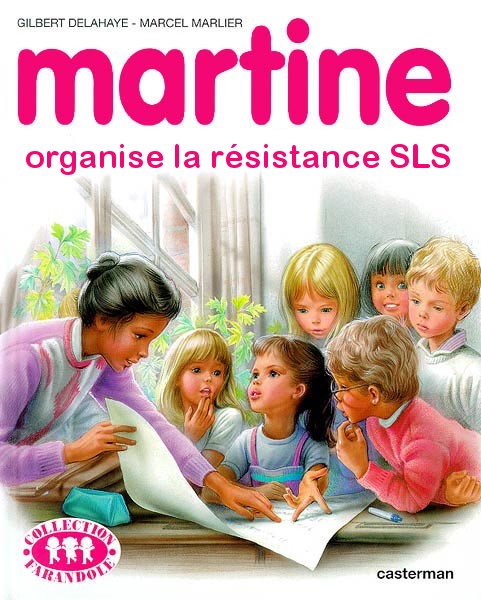 GILBERT DELAHAYE - MARCEL MARLIER
martine
organise la résistance SLS
COLLECTION
FARANDOLE
casterman